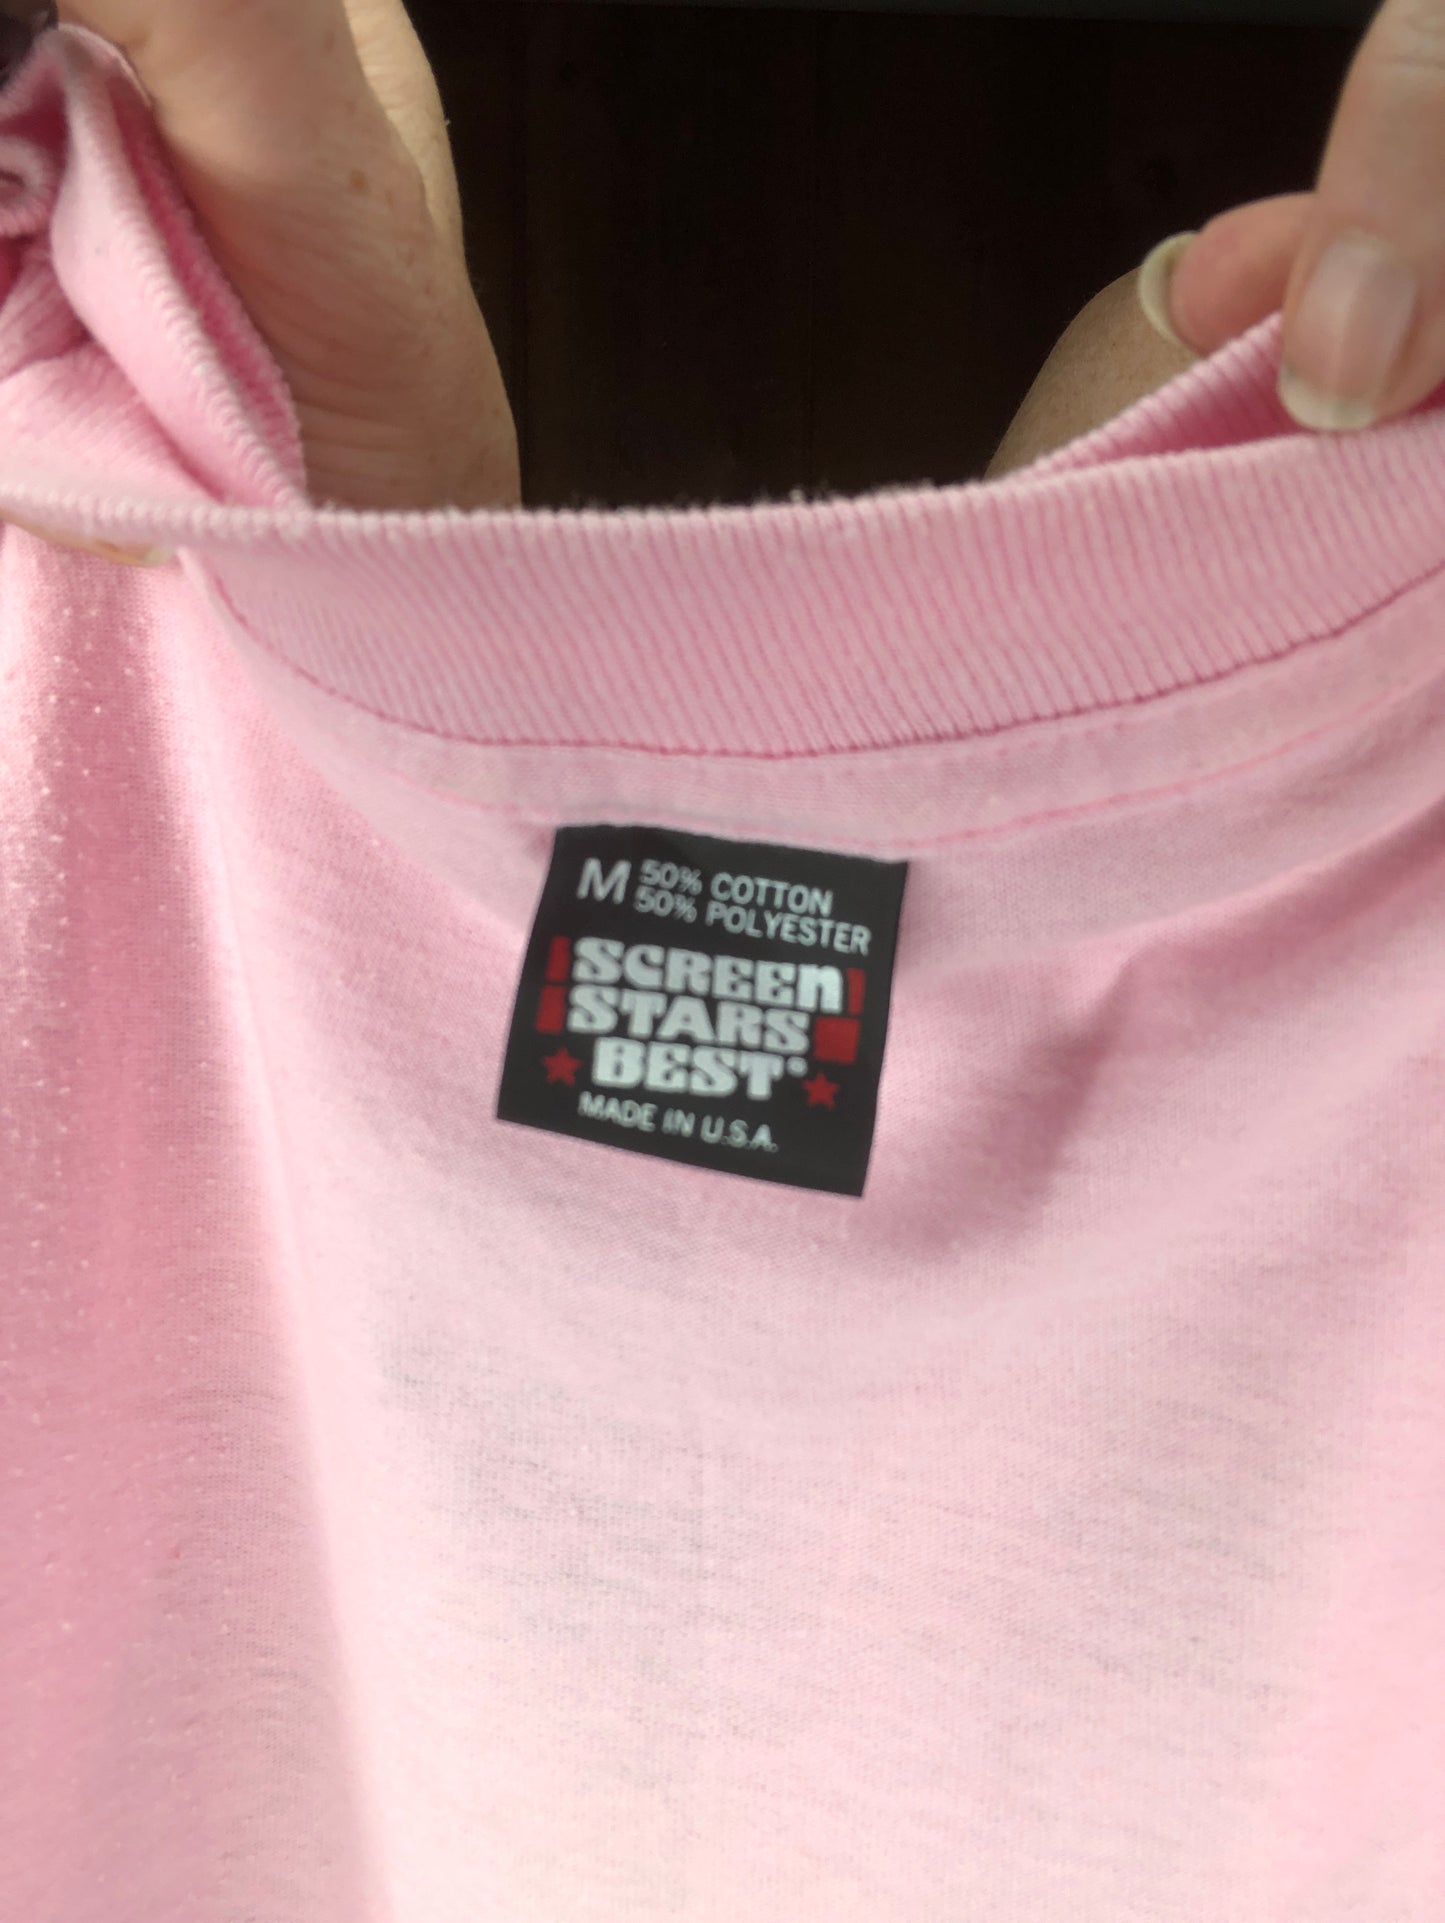 M 50% COTTON
50% POLYESTER
SCREEN
STARS
BEST®
MADE IN U.S.A.